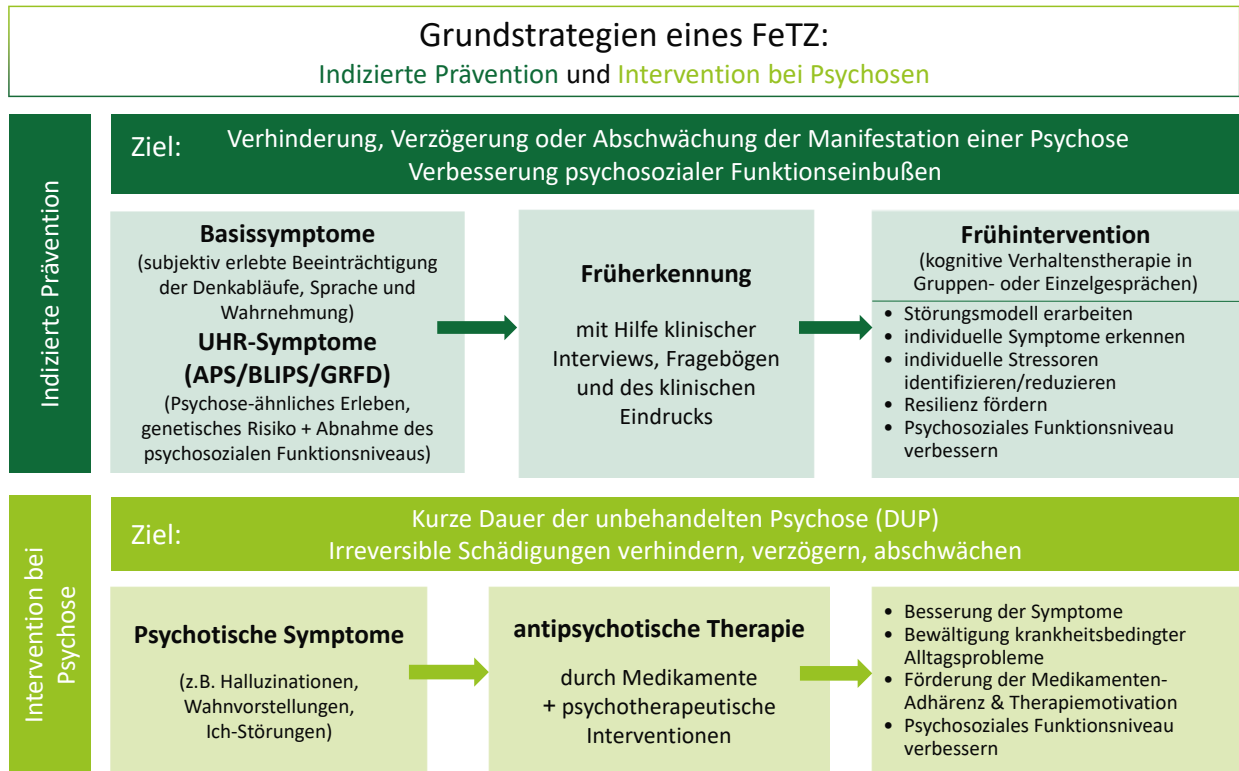 Grundstrategien eines FeTZ:
Indizierte Prävention und Intervention bei Psychosen
Indizierte Prävention
Ziel:
Verhinderung, Verzögerung oder Abschwächung der Manifestation einer Psychose
Verbesserung psychosozialer Funktionseinbußen
Basissymptome
(subjektiv erlebte Beeinträchtigung
der Denkabläufe, Sprache und
Wahrnehmung)
UHR-Symptome
(APS/BLIPS/GRFD)
(Psychose-ähnliches Erleben,
genetisches Risiko + Abnahme des
psychosozialen Funktionsniveaus)
Früherkennung
mit Hilfe klinischer
Interviews, Fragebögen
und des klinischen
Eindrucks
Frühintervention
(kognitive Verhaltenstherapie in
Gruppen- oder Einzelgesprächen)
• Störungsmodell erarbeiten
• individuelle Symptome erkennen
• individuelle Stressoren
identifizieren/reduzieren
• Resilienz fördern
• Psychosoziales Funktionsniveau
verbessern
Intervention bei
Psychose
Ziel:
Kurze Dauer der unbehandelten Psychose (DUP)
Irreversible Schädigungen verhindern, verzögern, abschwächen
Psychotische Symptome
(z.B. Halluzinationen,
Wahnvorstellungen,
Ich-Störungen)
antipsychotische Therapie
durch Medikamente
+ psychotherapeutische
Interventionen
• Besserung der Symptome
• Bewältigung krankheitsbedingter
Alltagsprobleme
• Förderung der Medikamenten-
Adhärenz & Therapiemotivation
• Psychosoziales Funktionsniveau
verbessern